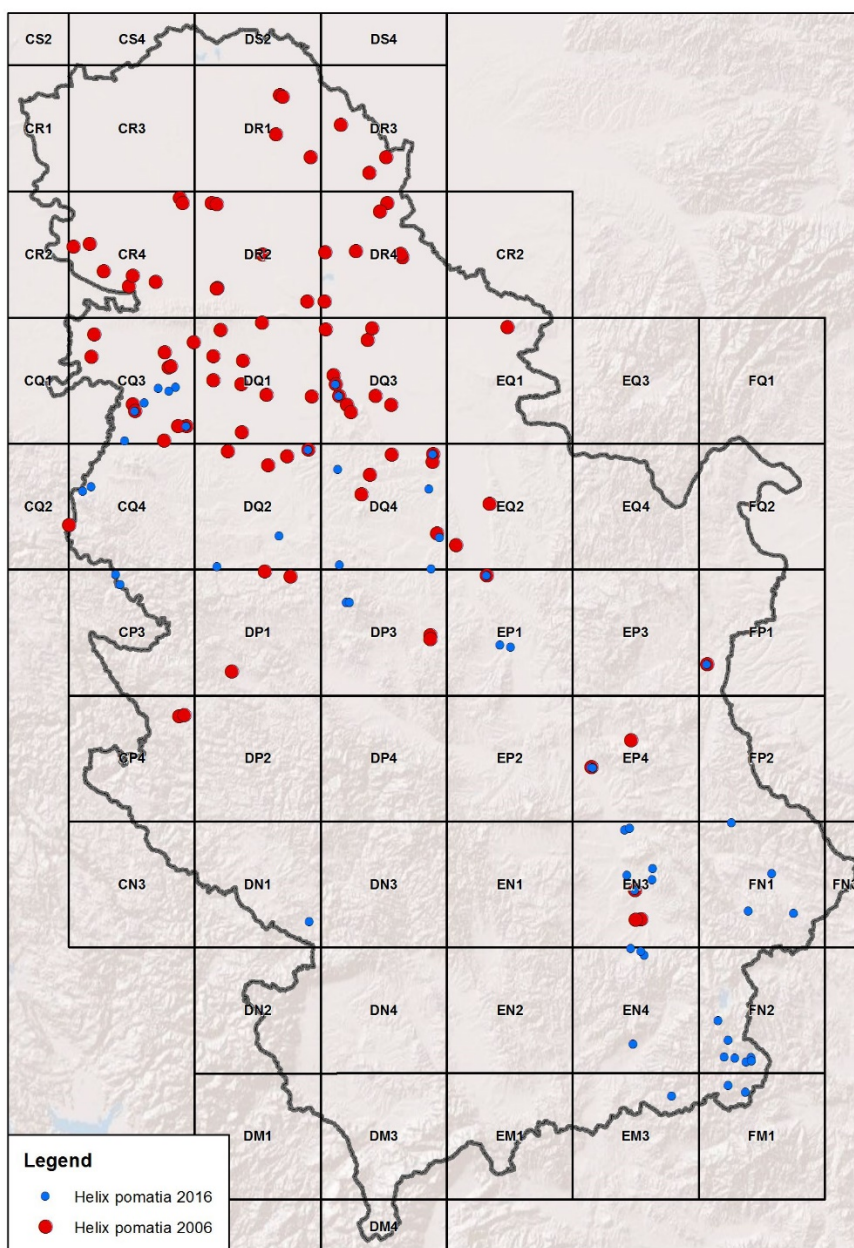 CS2 CS4 DS2 DS4
CR1 CR3 DR1 DR3
CR2 CR4 DR2 DR4 CR2
CQ1 CQ3 DQ1 DQ3 EQ1 EQ3 FQ1
CQ2 CQ4 DQ2 DQ4 EQ2 EQ4 FQ2
CP3 DP1 DP3 EP1 EP3 FP1
CP4 DP2 DP4 EP2 EP4 FP2
CN3 DN1 DN3 EN1 EN3 FN1 FN3
DN2 DN4 EN2 EN4 FN2
DM1 DM3 EM1 EM3 FM1
DM4
Legend
Helix pomatia 2016
Helix pomatia 2006